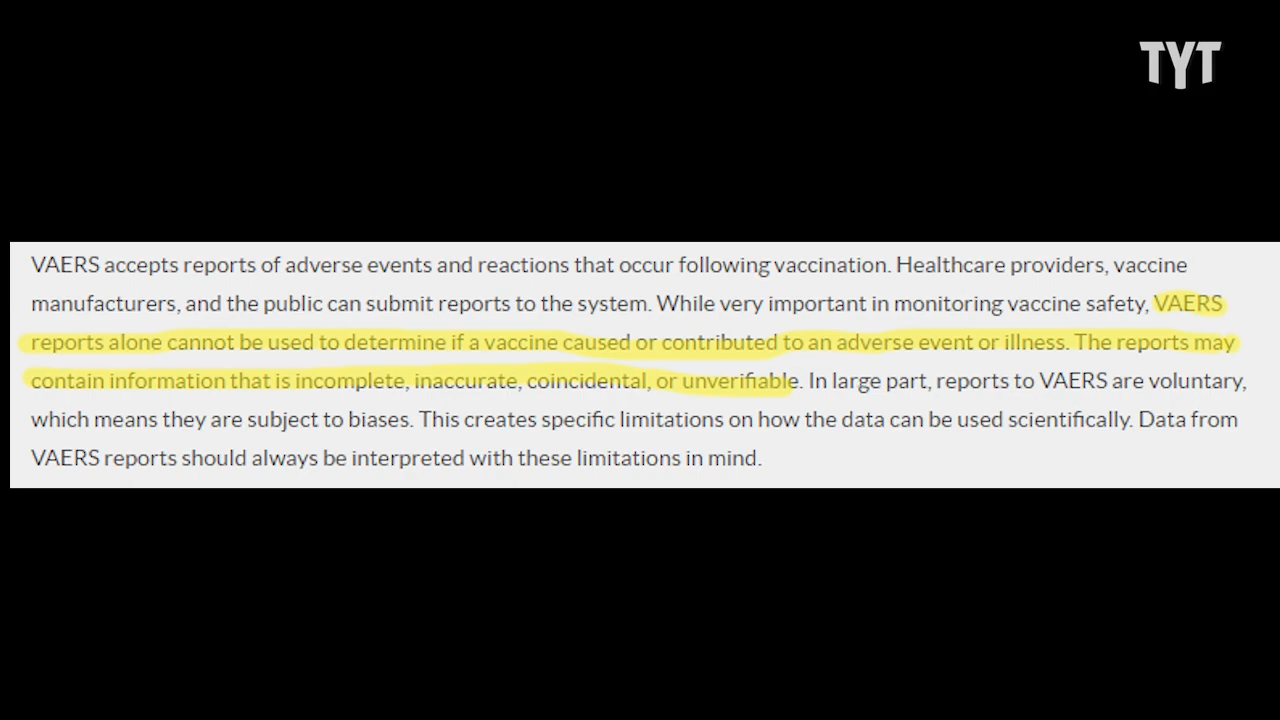 TYT
VAERS accepts reports of adverse events and reactions that occur following vaccination. Healthcare providers, vaccine
manufacturers, and the public can submit reports to the system. While very important in monitoring vaccine safety, VAERS
reports alone cannot be used to determine if a vaccine caused or contributed to an adverse event or illness. The reports may
contain information that is incomplete, inaccurate, coincidental, or unverifiable. In large part, reports to VAERS are voluntary,
which means they are subject to biases. This creates specific limitations on how the data can be used scientifically. Data from
VAERS reports should always be interpreted with these limitations in mind.